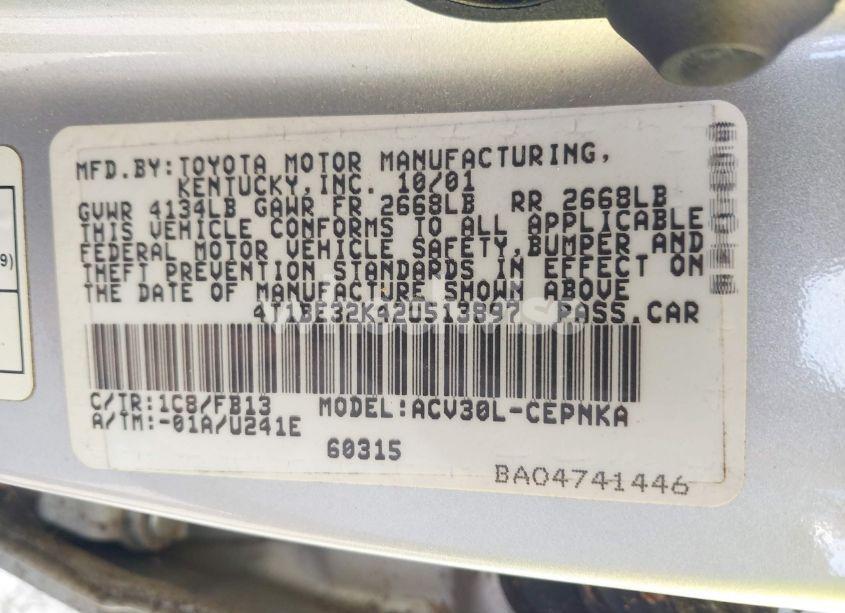 MFD.BY:TOYOTA MOTOR MANUFACTURING,
KENTUCKY,INC. 10/01
GVWR 4134LB GAWR FR 2668LB RR 2668LB
THIS VEHICLE CONFORMS TO ALL APPLICABLE
FEDERAL MOTOR VEHICLE SAFETY,BUMPER AND
THEFT PREVENTION STANDARDS IN EFFECT ON
THE DATE OF MANUFACTURE SHOWN ABOVE
4T1BE32K42U513897 PASS.CAR
C/TR:1C8/FB13 MODEL:ACV30L-CEPNKA
A/TM:-01A/U241E
60315
BA04741446
9)